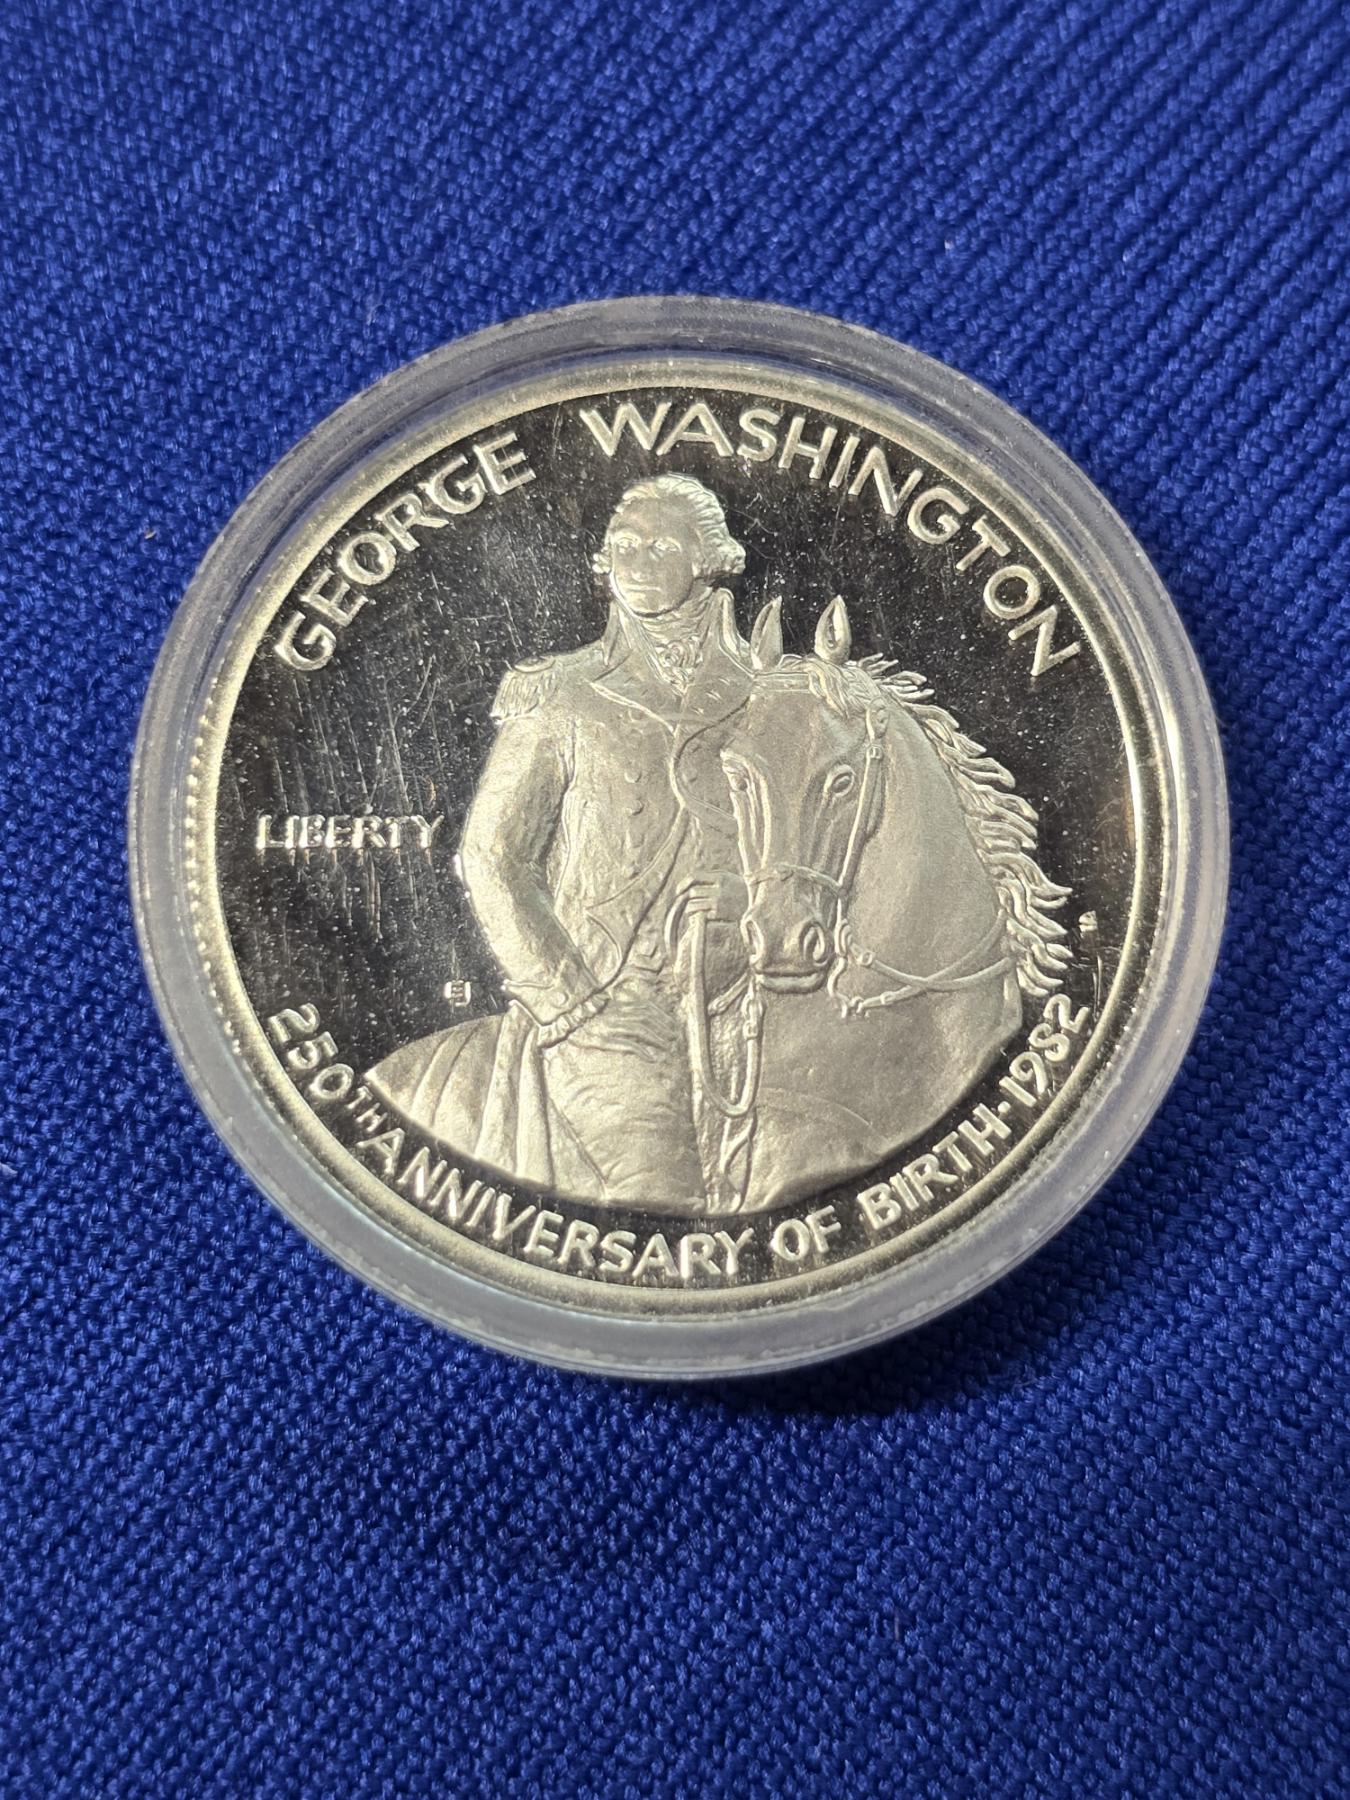 GEORGE WASHINGTON
LIBERTY
250TH ANNIVERSARY OF BIRTH·1982